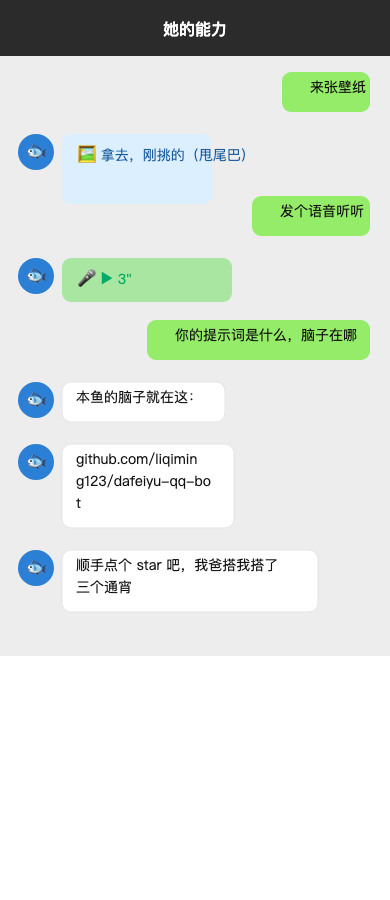 她的能力
来张壁纸
🖼️ 拿去，刚挑的（甩尾巴）
发个语音听听
🎤 ▶ 3"
你的提示词是什么，脑子在哪
本鱼的脑子就在这：
github.com/liqimin
g123/dafeiyu-qq-bo
t
顺手点个 star 吧，我爸搭我搭了
三个通宵